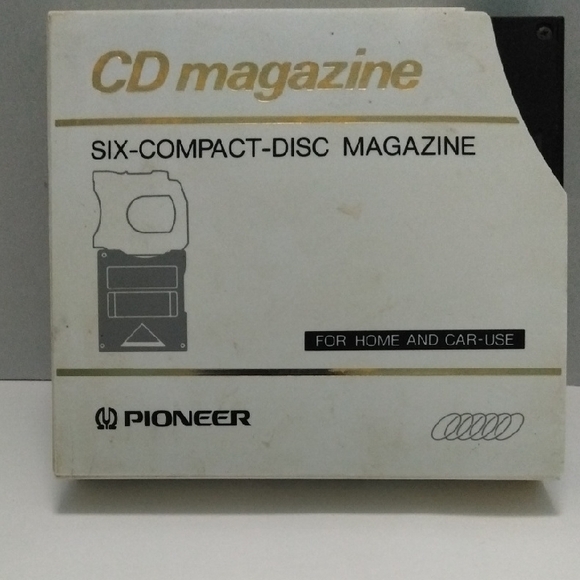 CD magazine
SIX-COMPACT-DISC MAGAZINE
FOR HOME AND CAR-USE
PIONEER